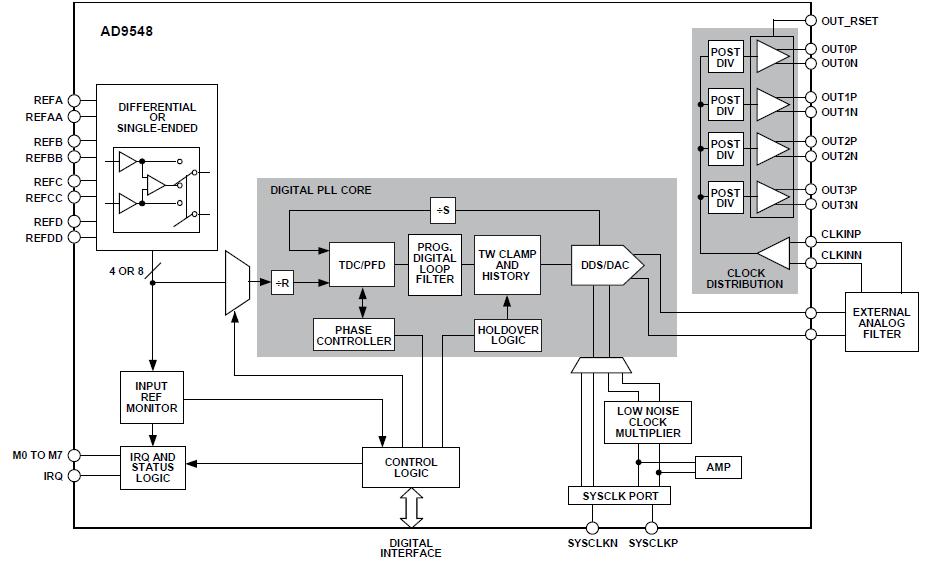 AD9548
OUT_RSET
POST
DIV
OUT0P
OUT0N
POST
DIV
OUT1P
OUT1N
POST
DIV
OUT2P
OUT2N
POST
DIV
OUT3P
OUT3N
CLKINP
CLKINN
CLOCK
DISTRIBUTION
EXTERNAL
ANALOG
FILTER
REFA
REFAA
REFB
REFBB
REFC
REFCC
REFD
REFDD
DIFFERENTIAL
OR
SINGLE-ENDED
4 OR 8
DIGITAL PLL CORE
÷S
÷R
TDC/PFD
PROG.
DIGITAL
LOOP
FILTER
TW CLAMP
AND
HISTORY
DDS/DAC
PHASE
CONTROLLER
HOLDOVER
LOGIC
INPUT
REF
MONITOR
LOW NOISE
CLOCK
MULTIPLIER
M0 TO M7
IRQ
IRQ AND
STATUS
LOGIC
CONTROL
LOGIC
AMP
SYSCLK PORT
DIGITAL
INTERFACE
SYSCLKN
SYSCLKP